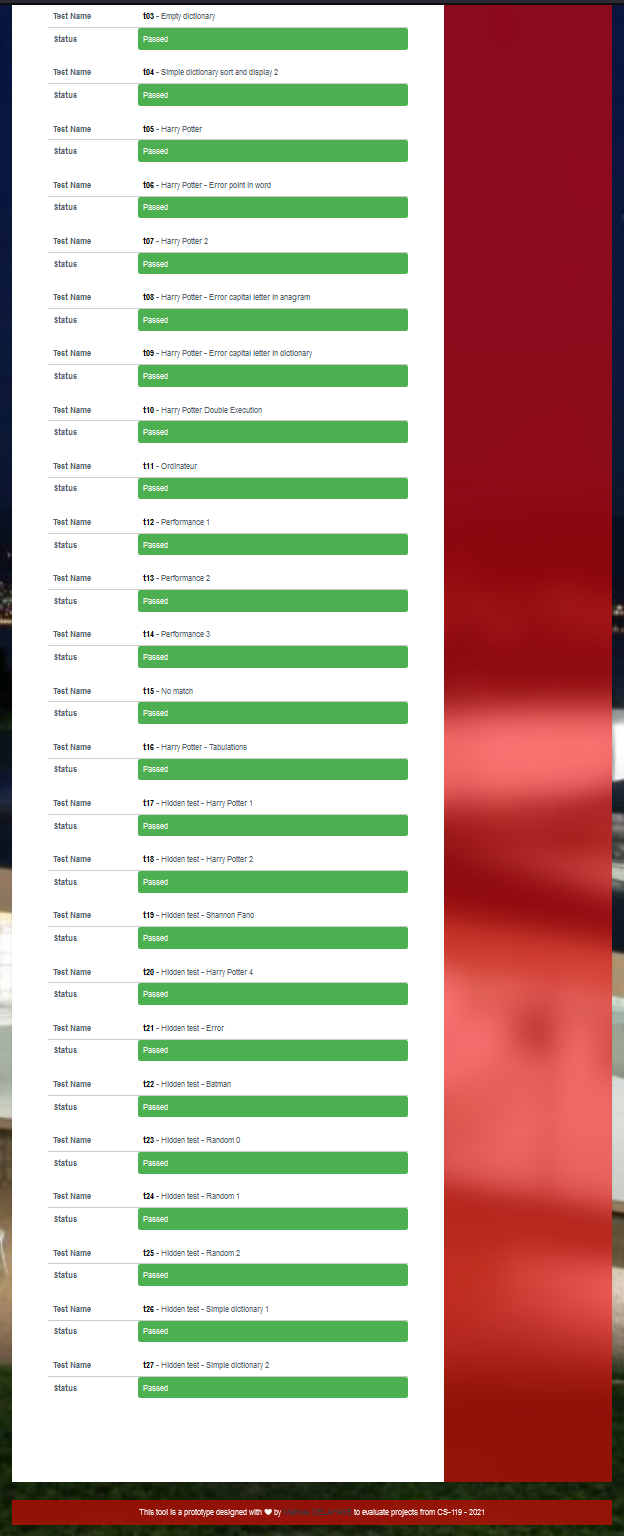 Test Name t03 - Empty dictionary
Status Passed
Test Name t04 - Simple dictionary sort and display 2
Status Passed
Test Name t05 - Harry Potter
Status Passed
Test Name t06 - Harry Potter - Error point in word
Status Passed
Test Name t07 - Harry Potter 2
Status Passed
Test Name t08 - Harry Potter - Error capital letter in anagram
Status Passed
Test Name t09 - Harry Potter - Error capital letter in dictionary
Status Passed
Test Name t10 - Harry Potter Double Execution
Status Passed
Test Name t11 - Ordinateur
Status Passed
Test Name t12 - Performance 1
Status Passed
Test Name t13 - Performance 2
Status Passed
Test Name t14 - Performance 3
Status Passed
Test Name t15 - No match
Status Passed
Test Name t16 - Harry Potter - Tabulations
Status Passed
Test Name t17 - Hidden test - Harry Potter 1
Status Passed
Test Name t18 - Hidden test - Harry Potter 2
Status Passed
Test Name t19 - Hidden test - Shannon Fano
Status Passed
Test Name t20 - Hidden test - Harry Potter 4
Status Passed
Test Name t21 - Hidden test - Error
Status Passed
Test Name t22 - Hidden test - Batman
Status Passed
Test Name t23 - Hidden test - Random 0
Status Passed
Test Name t24 - Hidden test - Random 1
Status Passed
Test Name t25 - Hidden test - Random 2
Status Passed
Test Name t26 - Hidden test - Simple dictionary 1
Status Passed
Test Name t27 - Hidden test - Simple dictionary 2
Status Passed
This tool is a prototype designed with ❤ by to evaluate projects from CS-119 - 2021